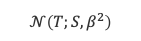 𝒩(T; S, β²)